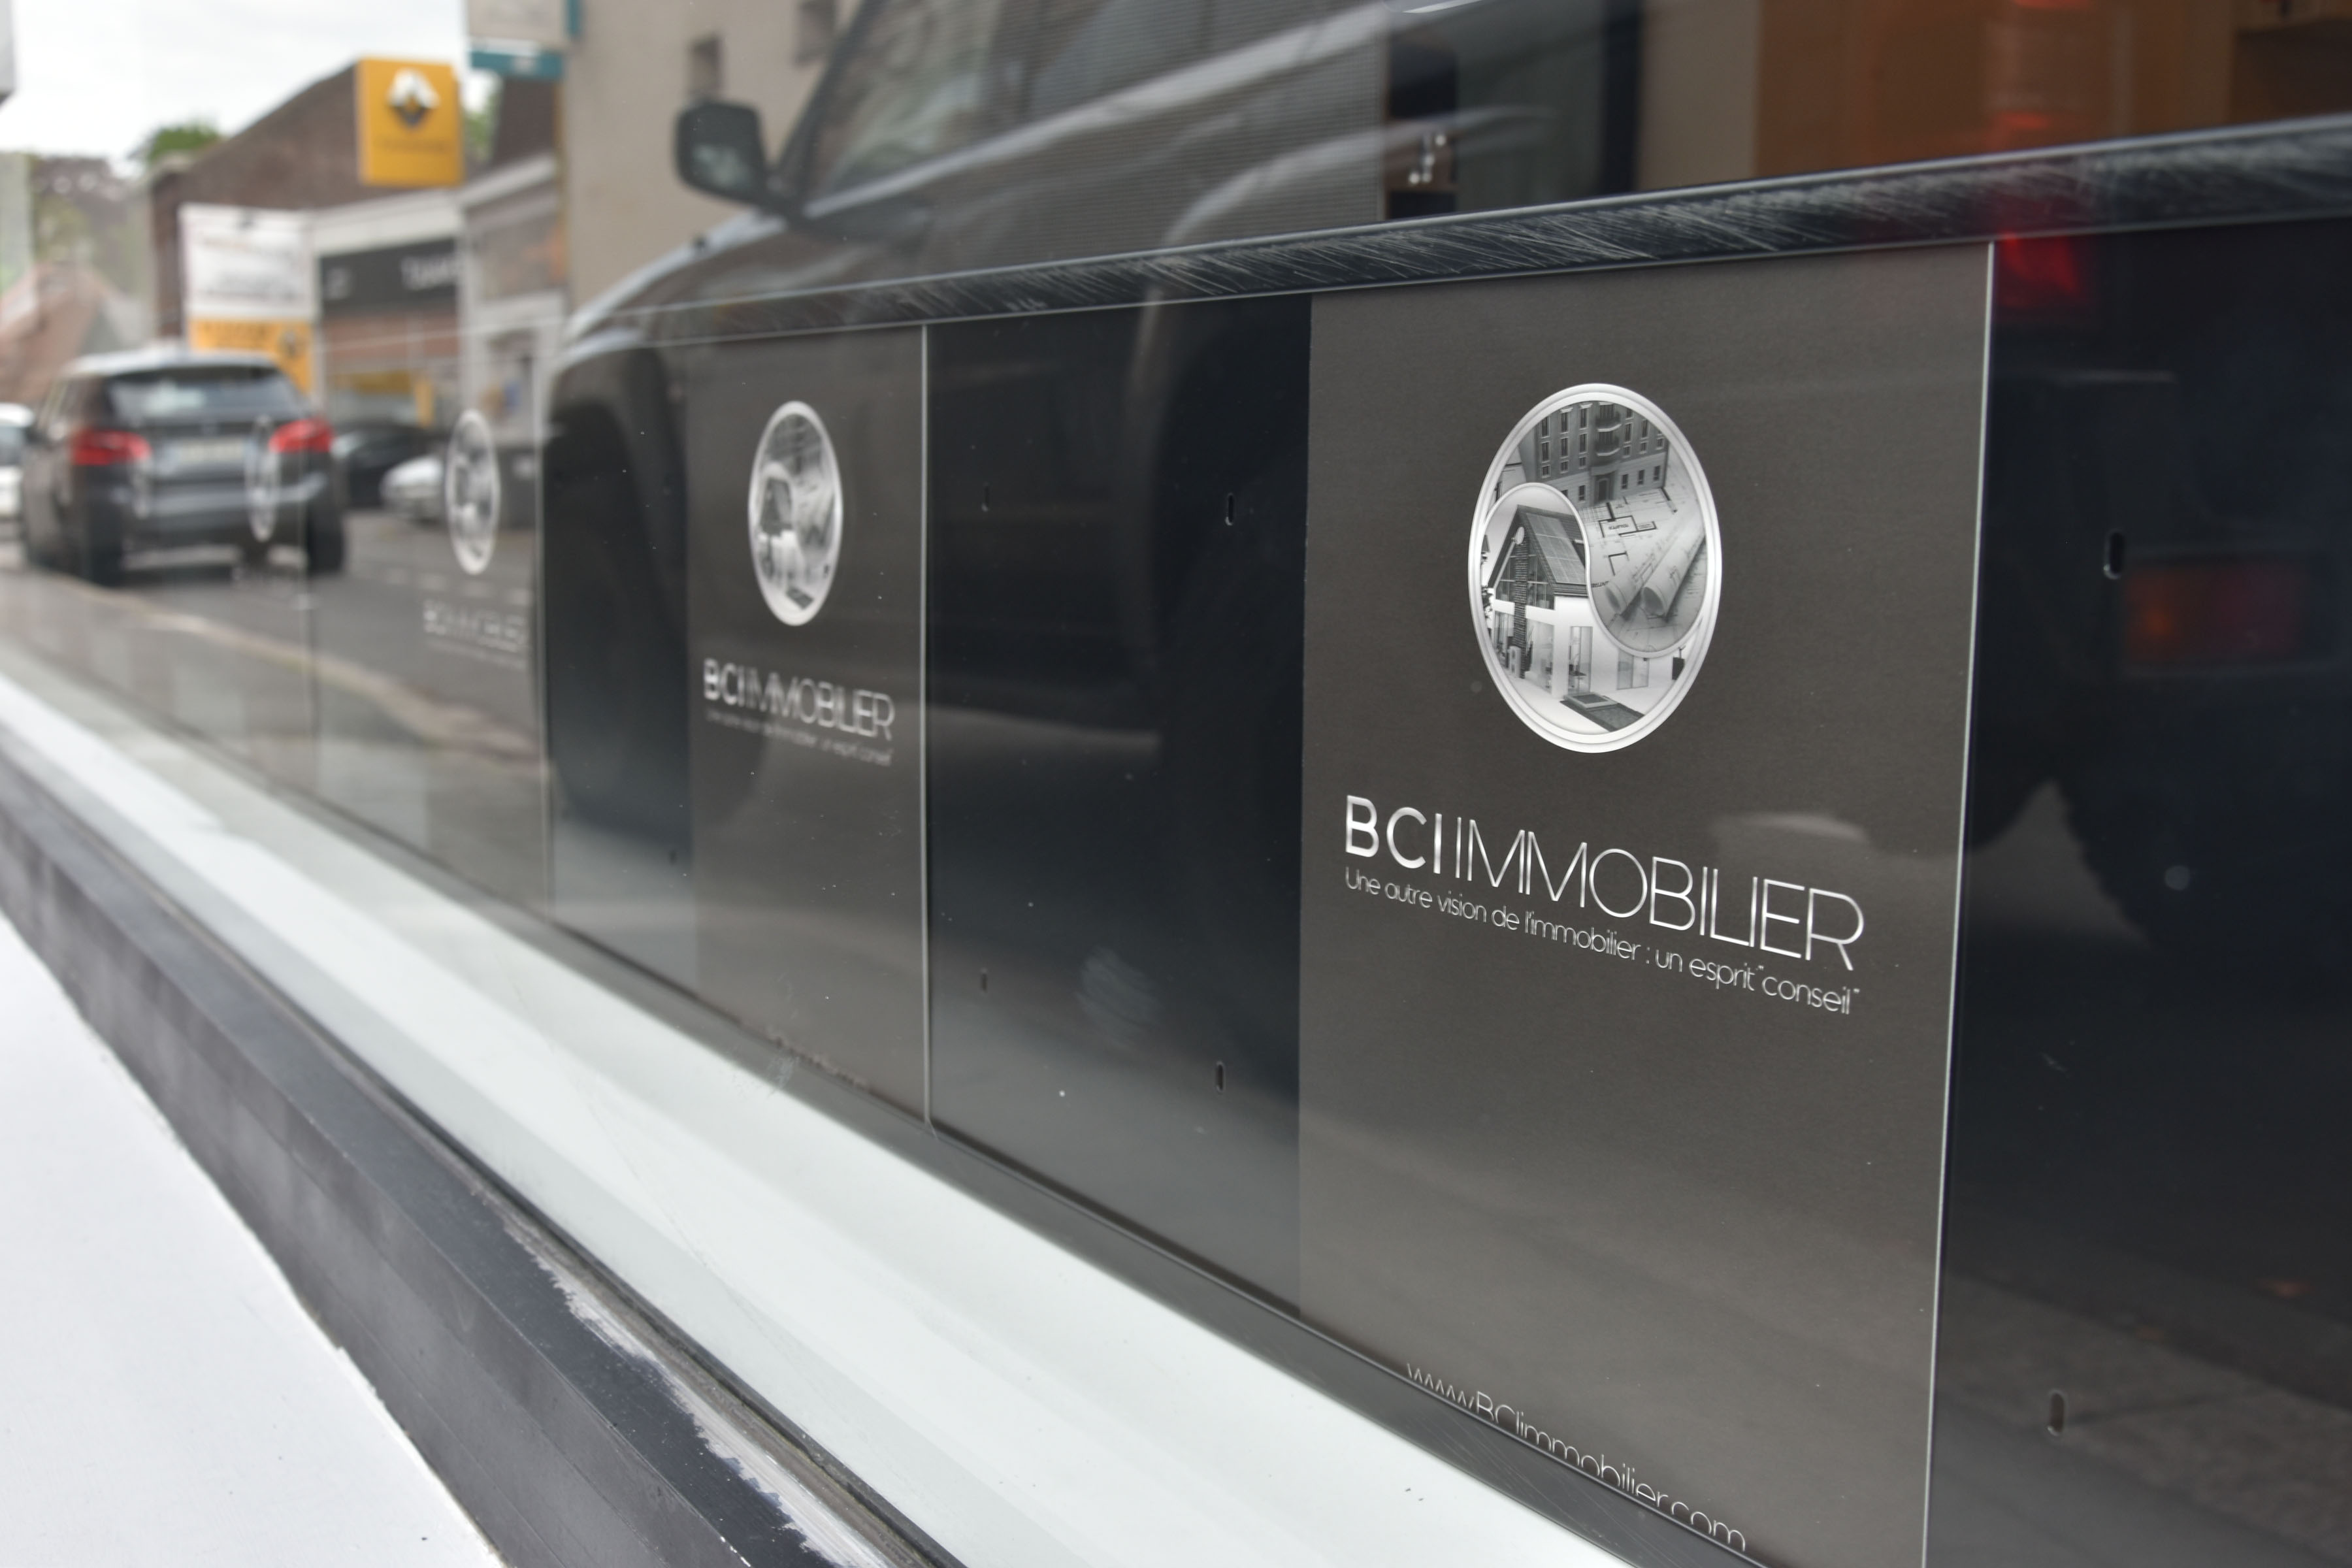 BCI IMMOBILIER
Une autre vision de l'immobilier : un esprit "conseil"
www.BCIimmobilier.com
BCI IMMOBILIER